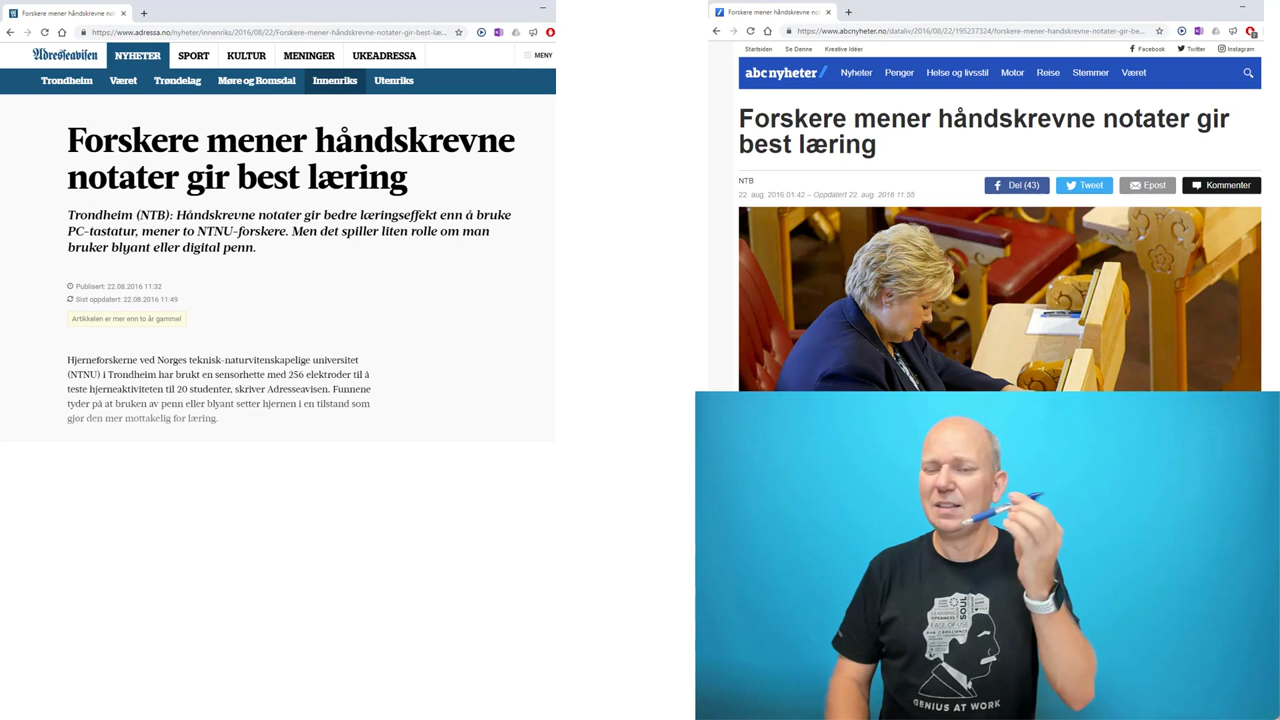 Forskere mener håndskrevne not
https://www.adressa.no/nyheter/innenriks/2016/08/22/Forskere-mener-håndskrevne-notater-gir-best-læ...
Adresseavisen NYHETER SPORT KULTUR MENINGER UKEADRESSA MENY
Trondheim Været Trøndelag Møre og Romsdal Innenriks Utenriks
Forskere mener håndskrevne
notater gir best læring
Trondheim (NTB): Håndskrevne notater gir bedre læringseffekt enn å bruke
PC-tastatur, mener to NTNU-forskere. Men det spiller liten rolle om man
bruker blyant eller digital penn.
Publisert: 22.08.2016 11:32
Sist oppdatert: 22.08.2016 11:49
Artikkelen er mer enn to år gammel
Hjerneforskerne ved Norges teknisk-naturvitenskapelige universitet
(NTNU) i Trondheim har brukt en sensorhette med 256 elektroder til å
teste hjerneaktiviteten til 20 studenter, skriver Adresseavisen. Funnene
tyder på at bruken av penn eller blyant setter hjernen i en tilstand som
gjør den mer mottakelig for læring.
Forskere mener håndskrevne no
https://www.abcnyheter.no/dataliv/2016/08/22/195237324/forskere-mener-håndskrevne-notater-gir-be...
Startsiden Se Denne Kreative Idéer Facebook Twitter Instagram
abc nyheter Nyheter Penger Helse og livsstil Motor Reise Stemmer Været
Forskere mener håndskrevne notater gir
best læring
NTB
22. aug. 2016 01:42 – Oppdatert 22. aug. 2016 11:55
Del (43) Tweet Epost Kommenter
SOUL
LEARNING
OPENNESS
EASE-OF-USE
BRILLIANCE
GENIUS AT WORK